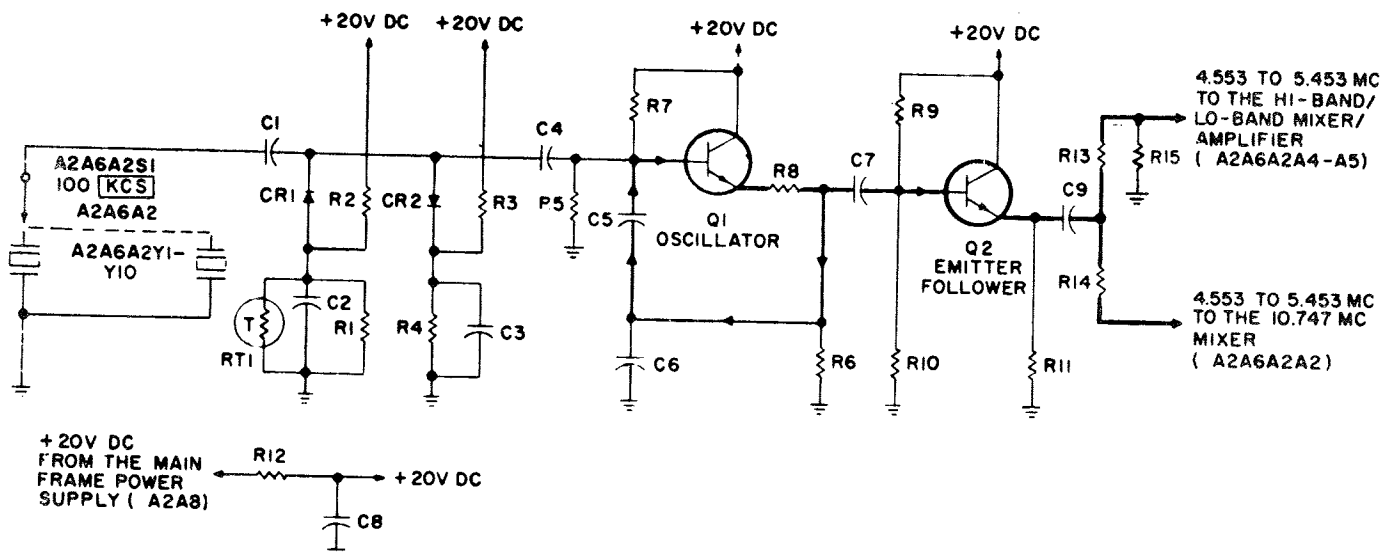 +20V DC
+20V DC
+20V DC
+20V DC
C1
A2A6A2S1
100 KCS
A2A6A2
A2A6A2Y1-
Y10
CR1
R2
CR2
R3
C4
P5
R7
C5
Q1
OSCILLATOR
R8
C7
R9
Q2
EMITTER
FOLLOWER
C9
R13
R15
R14
4.553 TO 5.453 MC
TO THE HI-BAND/
LO-BAND MIXER/
AMPLIFIER
( A2A6A2A4-A5)
4.553 TO 5.453 MC
TO THE 10.747 MC
MIXER
( A2A6A2A2)
T
RT1
C2
R1
R4
C3
C6
R6
R10
R11
+20V DC
FROM THE MAIN
FRAME POWER
SUPPLY ( A2A8)
R12
+20V DC
C8